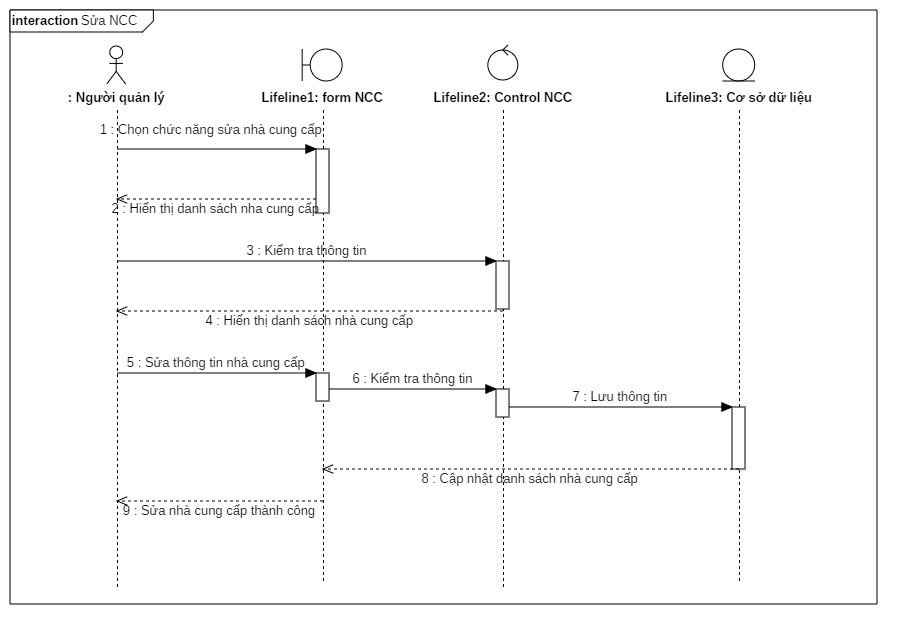 interaction Sửa NCC
: Người quản lý
Lifeline1: form NCC
Lifeline2: Control NCC
Lifeline3: Cơ sở dữ liệu
1 : Chọn chức năng sửa nhà cung cấp
2 : Hiển thị danh sách nha cung cấp
3 : Kiểm tra thông tin
4 : Hiển thị danh sách nhà cung cấp
5 : Sửa thông tin nhà cung cấp
6 : Kiểm tra thông tin
7 : Lưu thông tin
8 : Cập nhật danh sách nhà cung cấp
9 : Sửa nhà cung cấp thành công